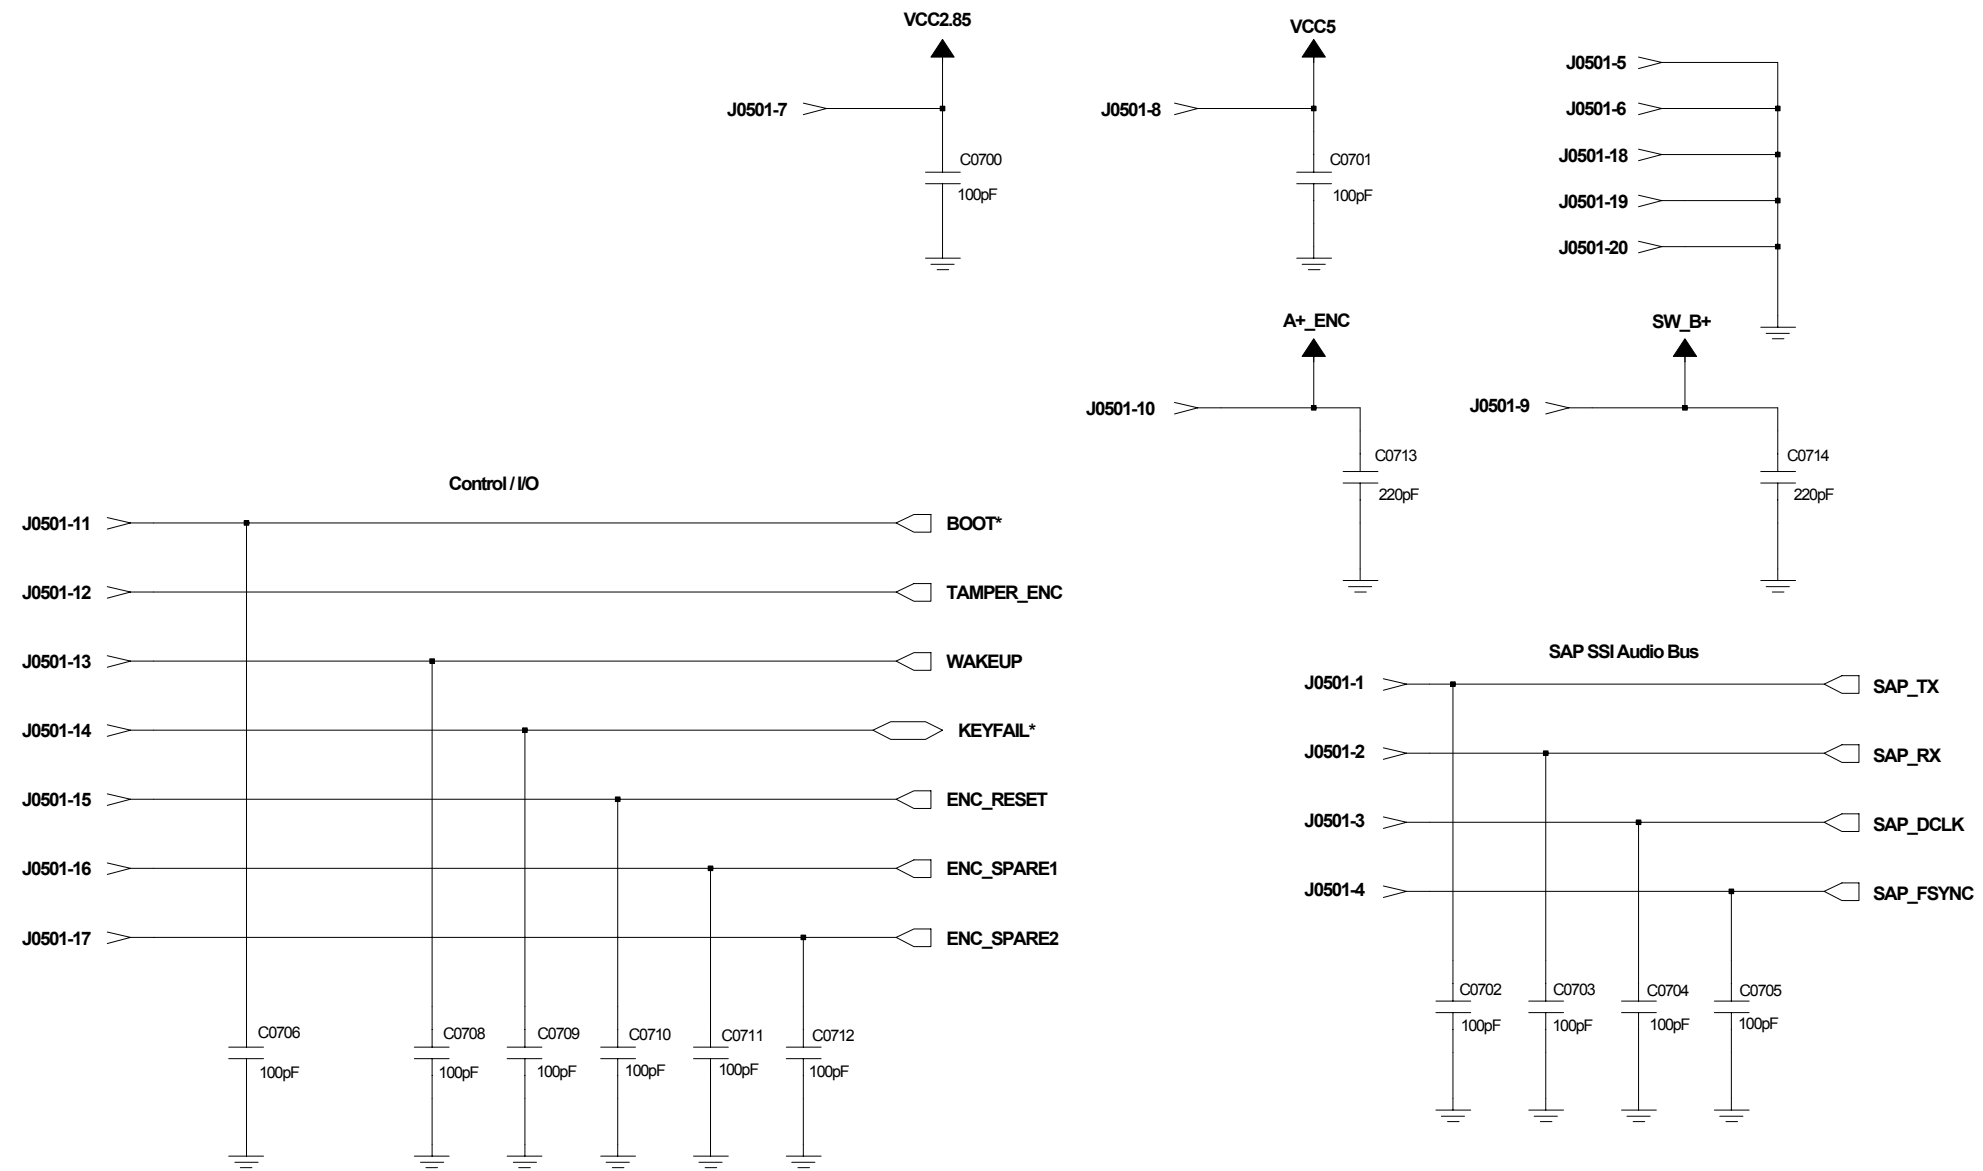 VCC2.85
VCC5
J0501-7
C0700
100pF
J0501-8
C0701
100pF
J0501-5
J0501-6
J0501-18
J0501-19
J0501-20
A+_ENC
J0501-10
C0713
220pF
SW_B+
J0501-9
C0714
220pF
Control / I/O
J0501-11
BOOT*
J0501-12
TAMPER_ENC
J0501-13
WAKEUP
J0501-14
KEYFAIL*
J0501-15
ENC_RESET
J0501-16
ENC_SPARE1
J0501-17
ENC_SPARE2
C0706
100pF
C0708
100pF
C0709
100pF
C0710
100pF
C0711
100pF
C0712
100pF
SAP SSI Audio Bus
J0501-1
SAP_TX
J0501-2
SAP_RX
J0501-3
SAP_DCLK
J0501-4
SAP_FSYNC
C0702
100pF
C0703
100pF
C0704
100pF
C0705
100pF